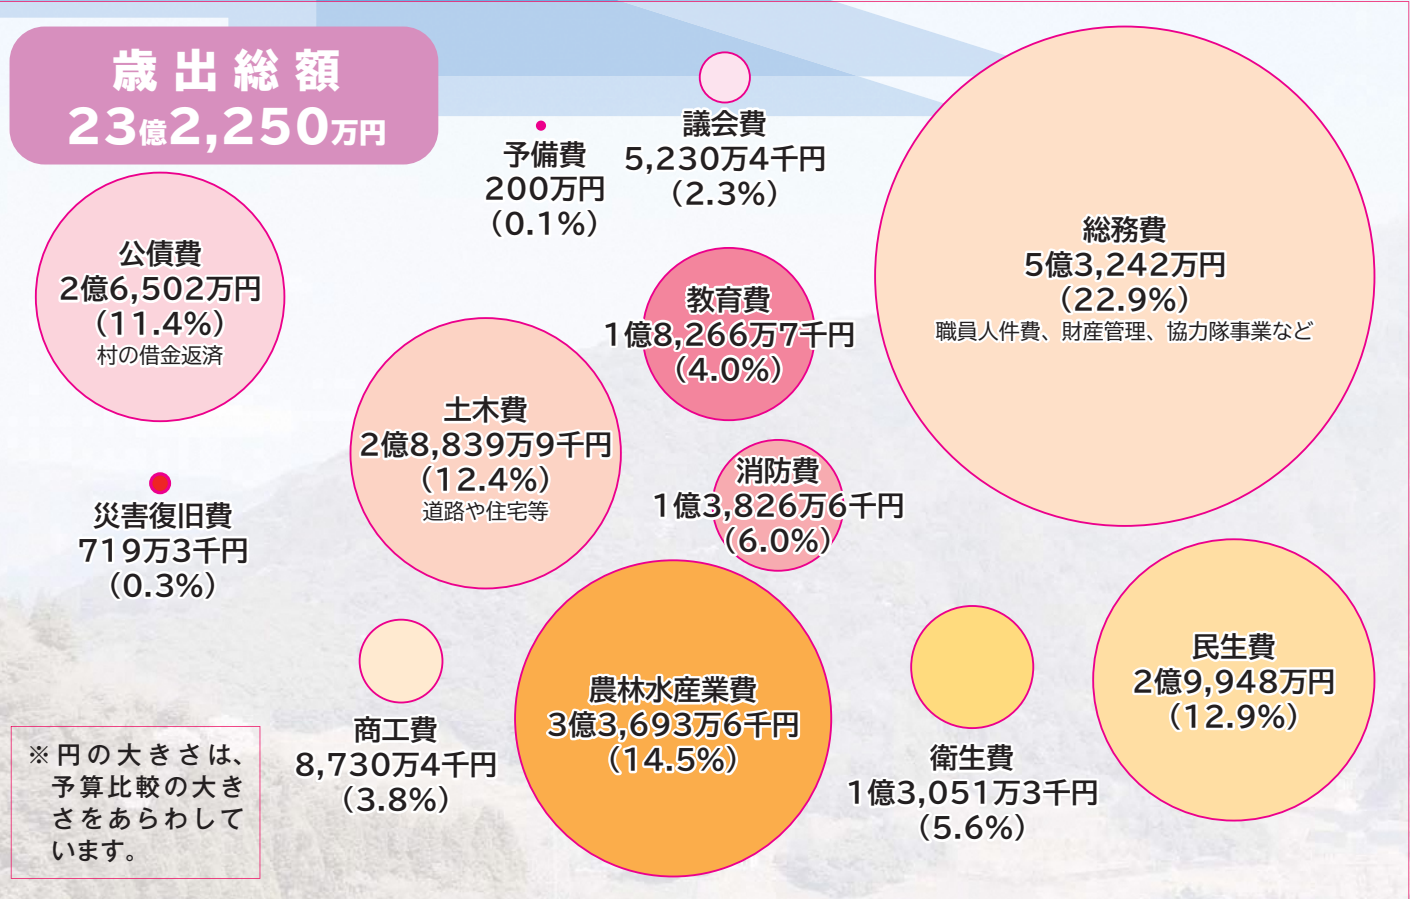 歳出総額
23億2,250万円
予備費
200万円
(0.1%)
議会費
5,230万4千円
(2.3%)
総務費
5億3,242万円
(22.9%)
職員人件費、財産管理、協力隊事業など
公債費
2億6,502万円
(11.4%)
村の借金返済
教育費
1億8,266万7千円
(4.0%)
土木費
2億8,839万9千円
(12.4%)
道路や住宅等
消防費
1億3,826万6千円
(6.0%)
災害復旧費
719万3千円
(0.3%)
農林水産業費
3億3,693万6千円
(14.5%)
民生費
2億9,948万円
(12.9%)
商工費
8,730万4千円
(3.8%)
衛生費
1億3,051万3千円
(5.6%)
※円の大きさは、
予算比較の大き
さをあらわして
います。